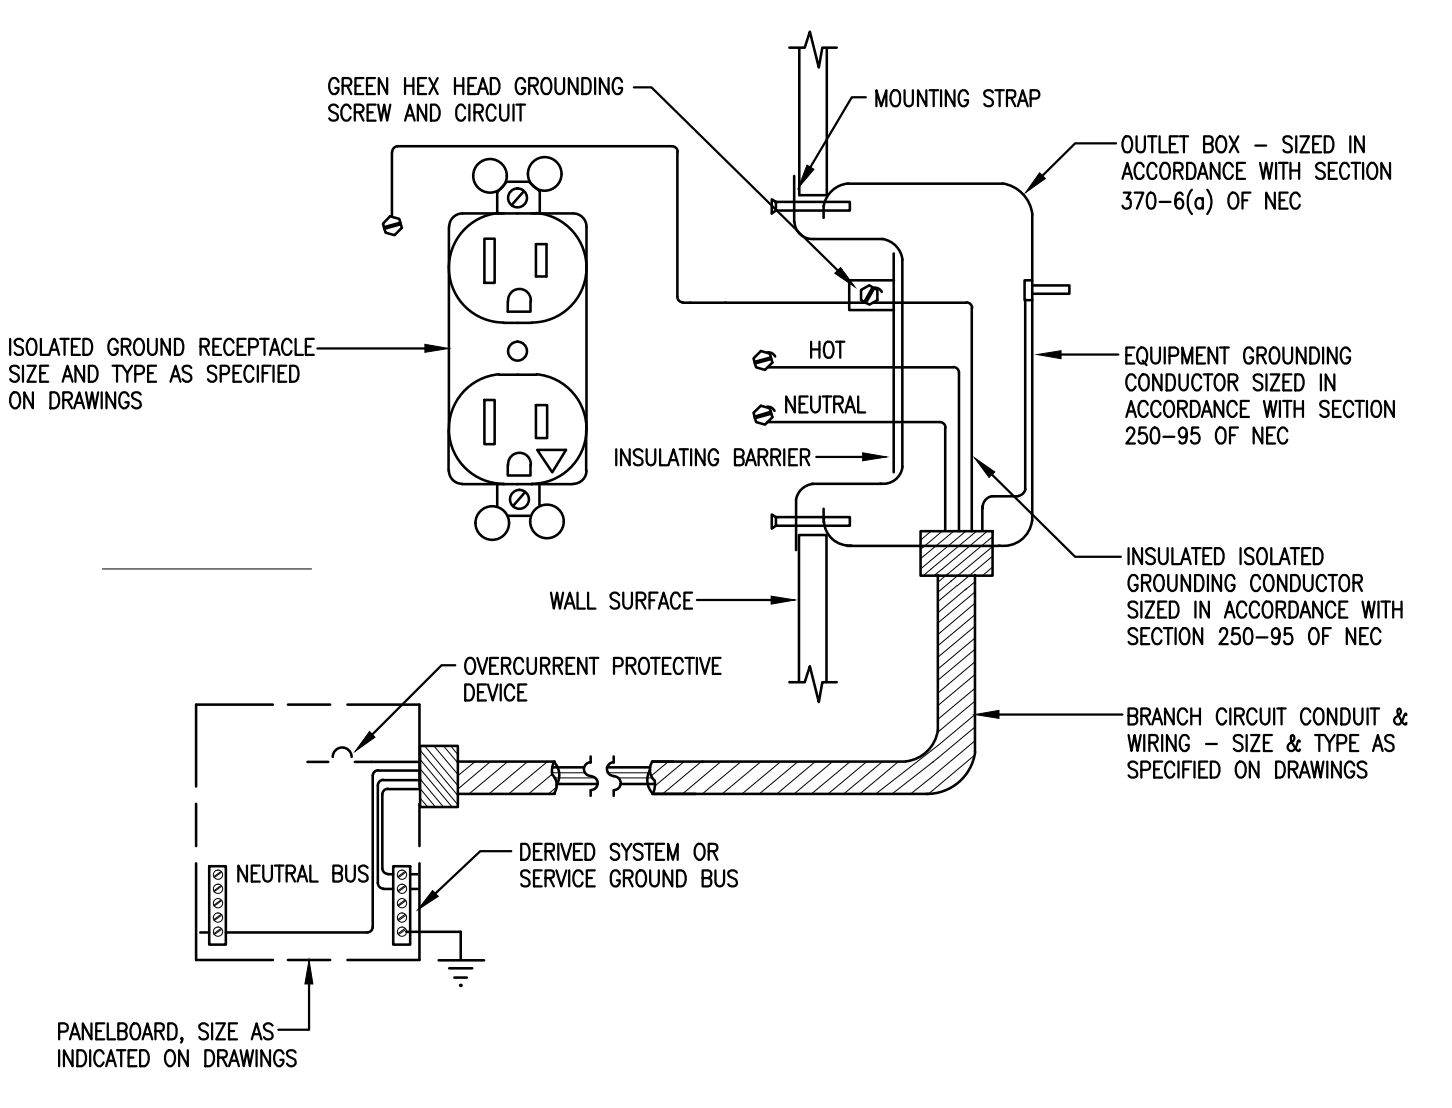 GREEN HEX HEAD GROUNDING
SCREW AND CIRCUIT
MOUNTING STRAP
OUTLET BOX – SIZED IN
ACCORDANCE WITH SECTION
370–6(a) OF NEC
ISOLATED GROUND RECEPTACLE
SIZE AND TYPE AS SPECIFIED
ON DRAWINGS
HOT
NEUTRAL
INSULATING BARRIER
EQUIPMENT GROUNDING
CONDUCTOR SIZED IN
ACCORDANCE WITH SECTION
250–95 OF NEC
INSULATED ISOLATED
GROUNDING CONDUCTOR
SIZED IN ACCORDANCE WITH
SECTION 250–95 OF NEC
WALL SURFACE
OVERCURRENT PROTECTIVE
DEVICE
BRANCH CIRCUIT CONDUIT &
WIRING – SIZE & TYPE AS
SPECIFIED ON DRAWINGS
NEUTRAL BUS
DERIVED SYSTEM OR
SERVICE GROUND BUS
PANELBOARD, SIZE AS
INDICATED ON DRAWINGS